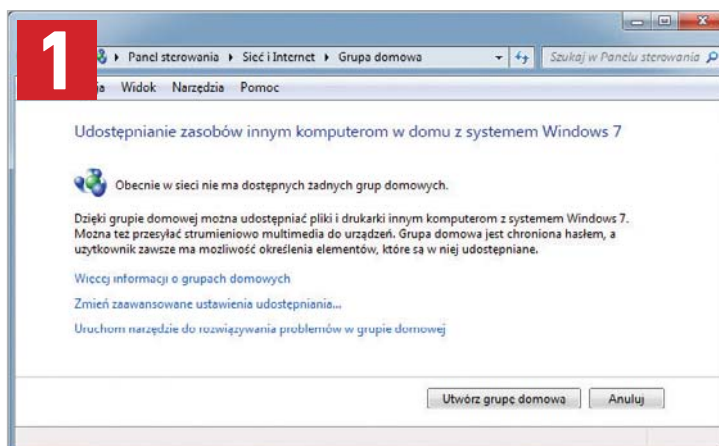 1
Panel sterowania ▸ Sieć i Internet ▸ Grupa domowa
Szukaj w Panelu sterowania
Widok Narzędzia Pomoc
Udostępnianie zasobów innym komputerom w domu z systemem Windows 7
Obecnie w sieci nie ma dostępnych żadnych grup domowych.
Dzięki grupie domowej można udostępniać pliki i drukarki innym komputerom z systemem Windows 7.
Można też przesyłać strumieniowo multimedia do urządzeń. Grupa domowa jest chroniona hasłem, a
użytkownik zawsze ma możliwość określenia elementów, które są w niej udostępniane.
Więcej informacji o grupach domowych
Zmień zaawansowane ustawienia udostępniania...
Uruchom narzędzie do rozwiązywania problemów w grupie domowej
Utwórz grupę domową
Anuluj